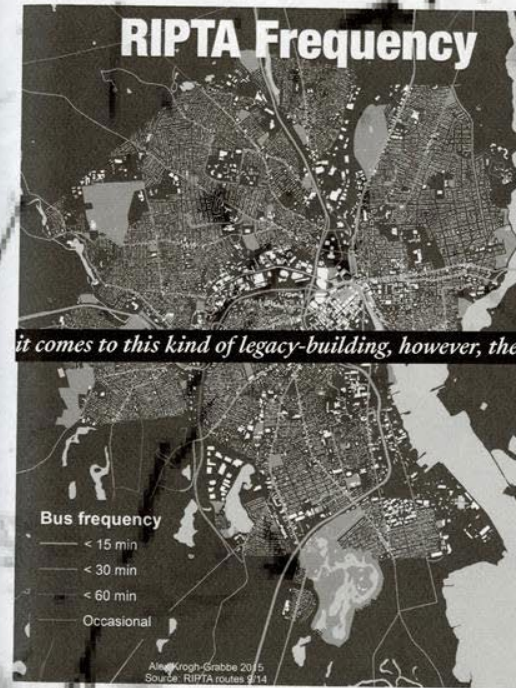 RIPTA Frequency
it comes to this kind of legacy-building, however, the
Bus frequency
< 15 min
< 30 min
< 60 min
Occasional
Alex Krogh-Grabbe 2015
Source: RIPTA routes 9/14